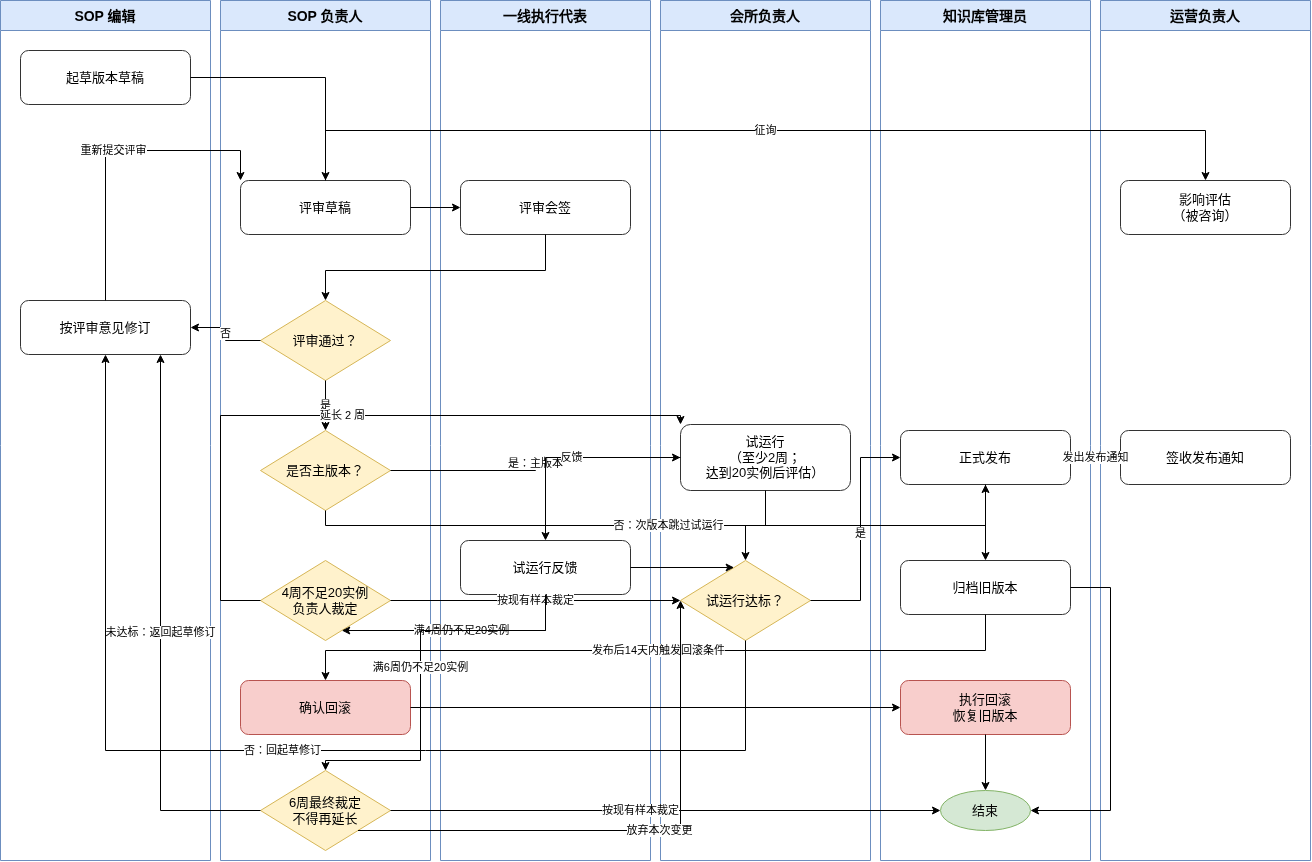 SOP 编辑
SOP 负责人
一线执行代表
会所负责人
知识库管理员
运营负责人
起草版本草稿
征询
重新提交评审
评审草稿
评审会签
影响评估
（被咨询）
按评审意见修订
否
评审通过？
是
延长 2 周
是否主版本？
是：主版本
反馈
试运行
（至少2周；
达到20实例后评估）
正式发布
发出发布通知
签收发布通知
否：次版本跳过试运行
是
试运行反馈
4周不足20实例
负责人裁定
按现有样本裁定
试运行达标？
归档旧版本
未达标：返回起草修订
满4周仍不足20实例
发布后14天内触发回滚条件
满6周仍不足20实例
确认回滚
执行回滚
恢复旧版本
否：回起草修订
6周最终裁定
不得再延长
按现有样本裁定
放弃本次变更
结束